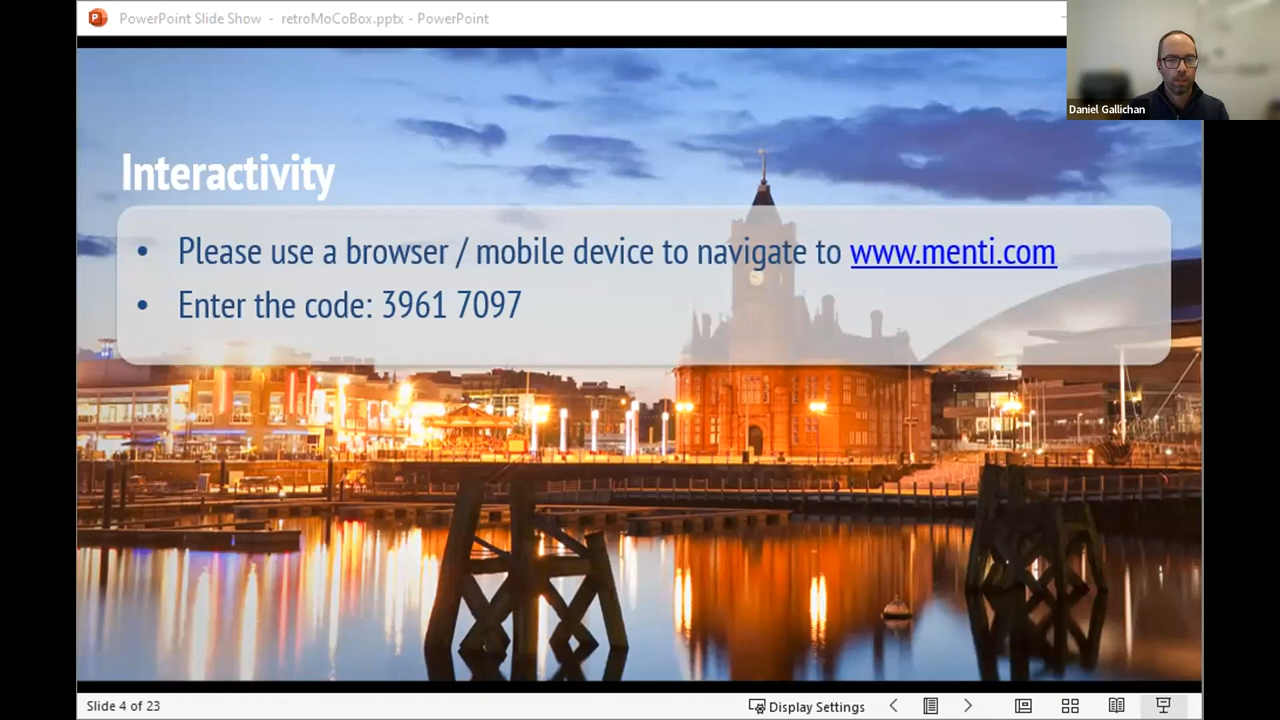 PowerPoint Slide Show - retroMoCoBox.pptx - PowerPoint
Daniel Gallichan
Interactivity
• Please use a browser / mobile device to navigate to www.menti.com
• Enter the code: 3961 7097
Slide 4 of 23
Display Settings